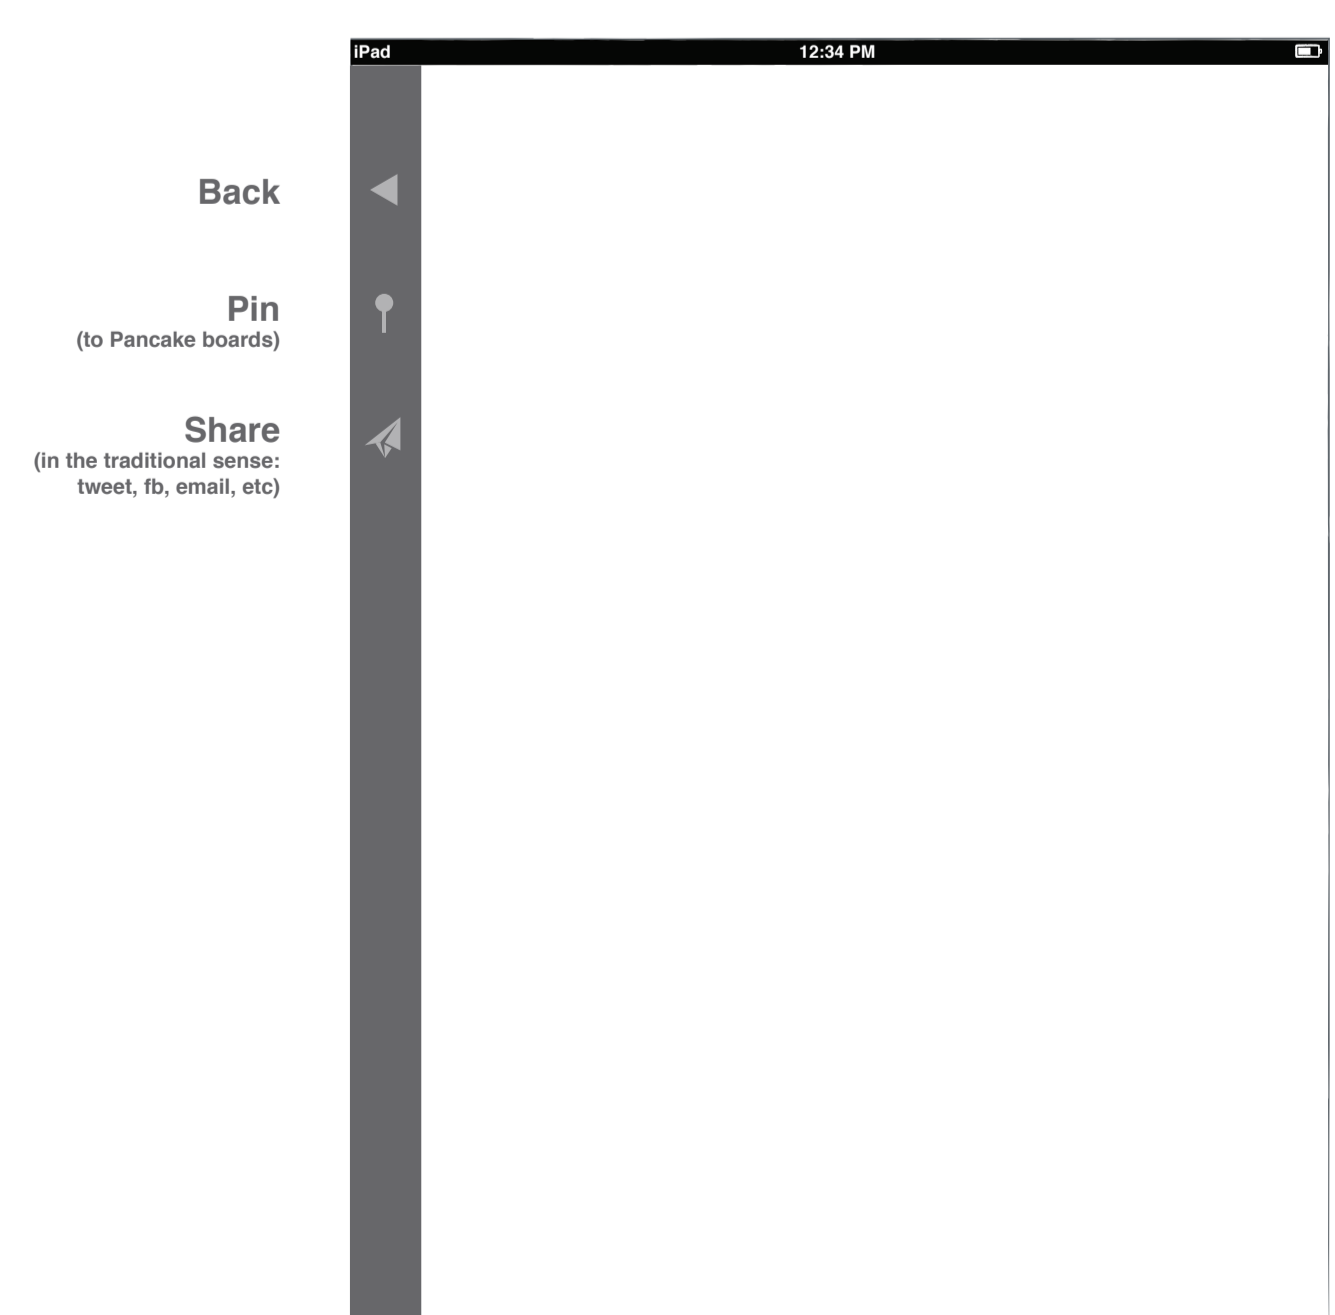 iPad
12:34 PM
Back
Pin
(to Pancake boards)
Share
(in the traditional sense:
tweet, fb, email, etc)